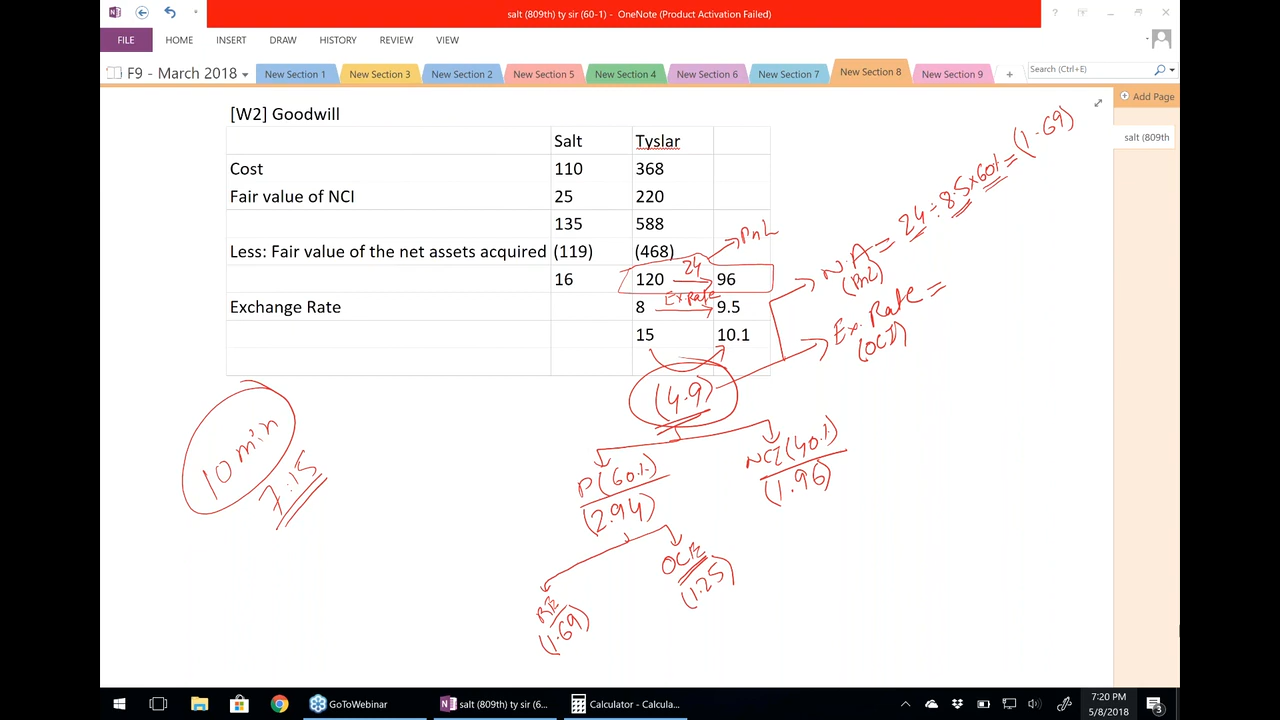 salt (809th) ty sir (60-1) - OneNote (Product Activation Failed)
FILE HOME INSERT DRAW HISTORY REVIEW VIEW
F9 - March 2018 New Section 1 New Section 3 New Section 2 New Section 5 New Section 4 New Section 6 New Section 7 New Section 8 New Section 9 Search (Ctrl+E)
Add Page
salt (809th
[W2] Goodwill
Salt Tyslar
Cost 110 368
Fair value of NCI 25 220
135 588
Less: Fair value of the net assets acquired (119) (468)
PnL
16 120 24 96
Ex.Rate
Exchange Rate 8 9.5
15 10.1
N.A = 24 ÷ 8.5 x 60% = (1.69)
(PnL)
Ex. Rate =
(OCI)
(4.9)
P(60%) NCI(40%)
(2.94) (1.96)
RE OCE
(1.69) (1.25)
10 min
7:15
GoToWebinar salt (809th) ty sir (6... Calculator - Calcula...
7:20 PM
5/8/2018
3